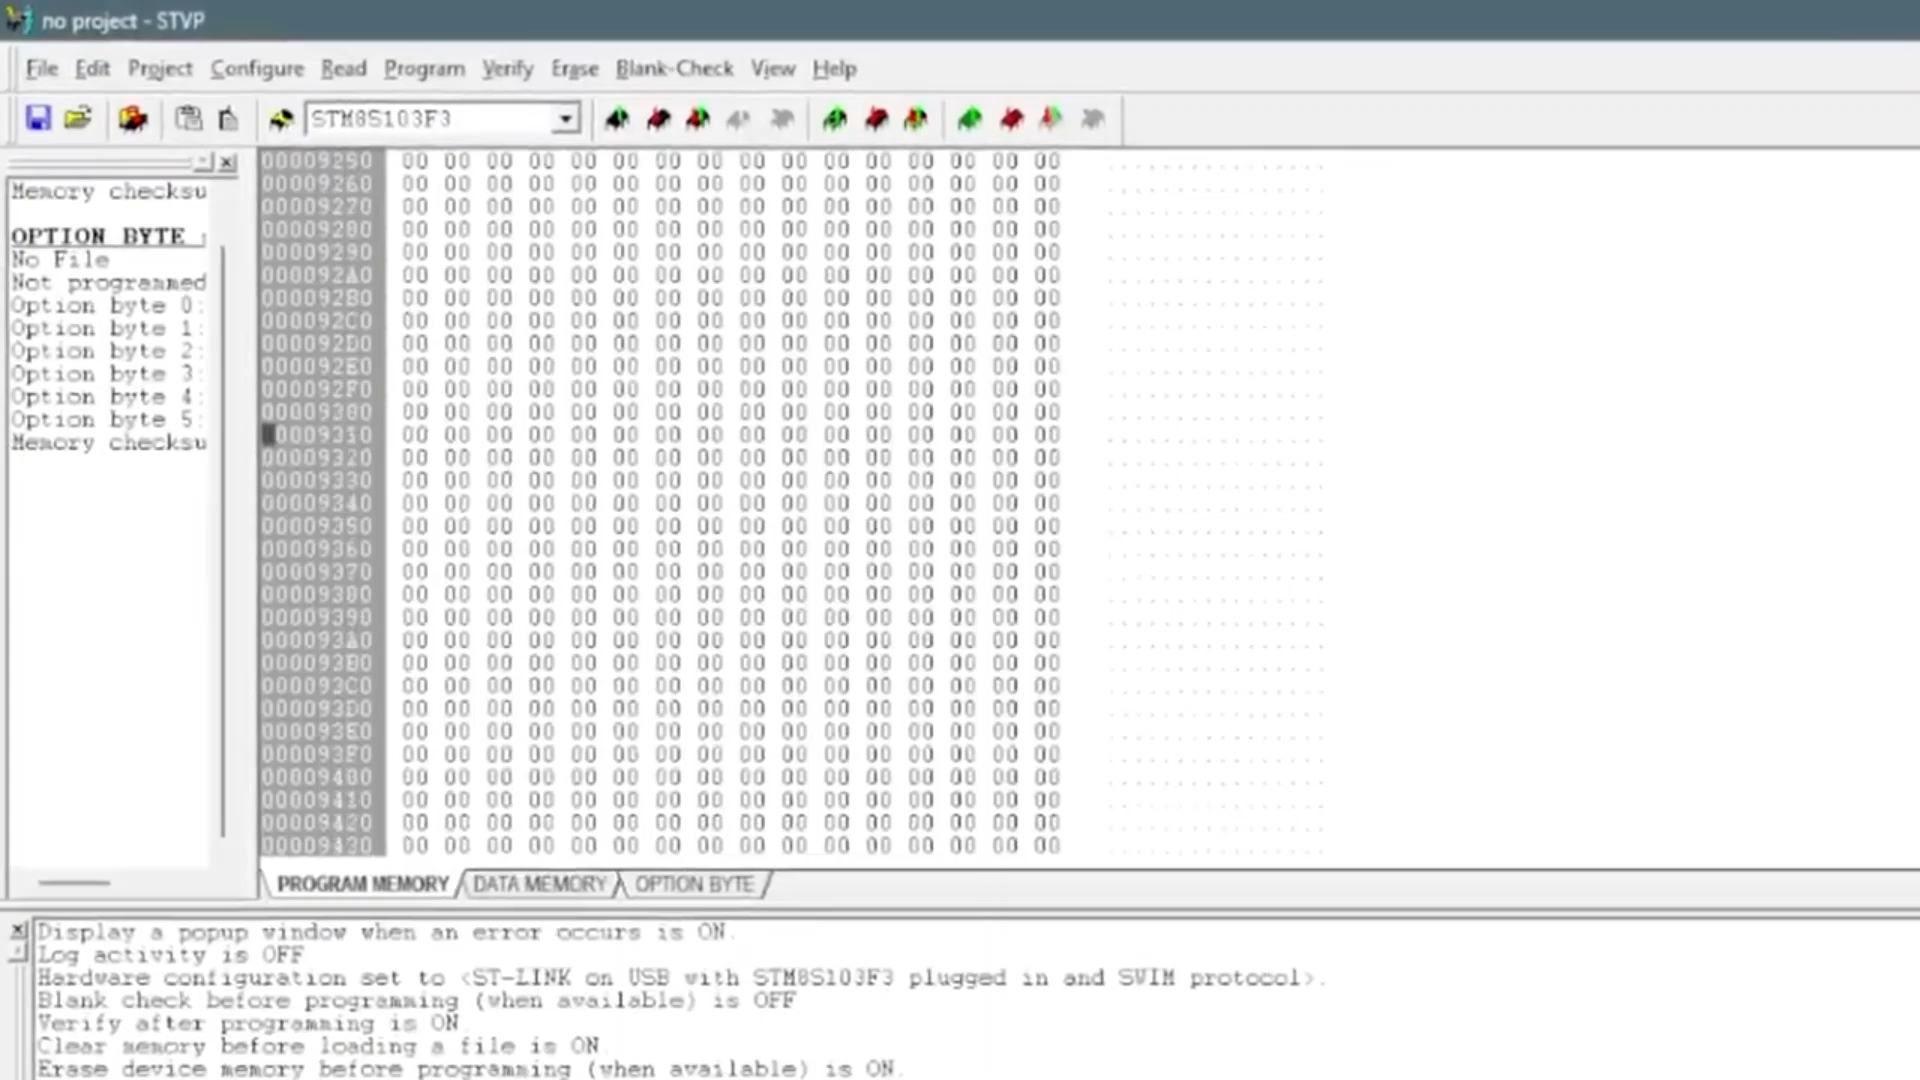 no project - STVP
File Edit Project Configure Read Program Verify Erase Blank-Check View Help
STM8S103F3
Memory checksu
OPTION BYTE
No File
Not programmed
Option byte 0:
Option byte 1:
Option byte 2:
Option byte 3:
Option byte 4:
Option byte 5:
Memory checksu
00009250 00 00 00 00 00 00 00 00 00 00 00 00 00 00 00 00 ................
00009260 00 00 00 00 00 00 00 00 00 00 00 00 00 00 00 00 ................
00009270 00 00 00 00 00 00 00 00 00 00 00 00 00 00 00 00 ................
00009280 00 00 00 00 00 00 00 00 00 00 00 00 00 00 00 00 ................
00009290 00 00 00 00 00 00 00 00 00 00 00 00 00 00 00 00 ................
000092A0 00 00 00 00 00 00 00 00 00 00 00 00 00 00 00 00 ................
000092B0 00 00 00 00 00 00 00 00 00 00 00 00 00 00 00 00 ................
000092C0 00 00 00 00 00 00 00 00 00 00 00 00 00 00 00 00 ................
000092D0 00 00 00 00 00 00 00 00 00 00 00 00 00 00 00 00 ................
000092E0 00 00 00 00 00 00 00 00 00 00 00 00 00 00 00 00 ................
000092F0 00 00 00 00 00 00 00 00 00 00 00 00 00 00 00 00 ................
00009300 00 00 00 00 00 00 00 00 00 00 00 00 00 00 00 00 ................
00009310 00 00 00 00 00 00 00 00 00 00 00 00 00 00 00 00 ................
00009320 00 00 00 00 00 00 00 00 00 00 00 00 00 00 00 00 ................
00009330 00 00 00 00 00 00 00 00 00 00 00 00 00 00 00 00 ................
00009340 00 00 00 00 00 00 00 00 00 00 00 00 00 00 00 00 ................
00009350 00 00 00 00 00 00 00 00 00 00 00 00 00 00 00 00 ................
00009360 00 00 00 00 00 00 00 00 00 00 00 00 00 00 00 00 ................
00009370 00 00 00 00 00 00 00 00 00 00 00 00 00 00 00 00 ................
00009380 00 00 00 00 00 00 00 00 00 00 00 00 00 00 00 00 ................
00009390 00 00 00 00 00 00 00 00 00 00 00 00 00 00 00 00 ................
000093A0 00 00 00 00 00 00 00 00 00 00 00 00 00 00 00 00 ................
000093B0 00 00 00 00 00 00 00 00 00 00 00 00 00 00 00 00 ................
000093C0 00 00 00 00 00 00 00 00 00 00 00 00 00 00 00 00 ................
000093D0 00 00 00 00 00 00 00 00 00 00 00 00 00 00 00 00 ................
000093E0 00 00 00 00 00 00 00 00 00 00 00 00 00 00 00 00 ................
000093F0 00 00 00 00 00 00 00 00 00 00 00 00 00 00 00 00 ................
00009400 00 00 00 00 00 00 00 00 00 00 00 00 00 00 00 00 ................
00009410 00 00 00 00 00 00 00 00 00 00 00 00 00 00 00 00 ................
00009420 00 00 00 00 00 00 00 00 00 00 00 00 00 00 00 00 ................
00009430 00 00 00 00 00 00 00 00 00 00 00 00 00 00 00 00 ................
PROGRAM MEMORY DATA MEMORY OPTION BYTE
Display a popup window when an error occurs is ON.
Log activity is OFF
Hardware configuration set to <ST-LINK on USB with STM8S103F3 plugged in and SWIM protocol>.
Blank check before programming (when available) is OFF
Verify after programming is ON
Clear memory before loading a file is ON.
Erase device memory before programming (when available) is ON.